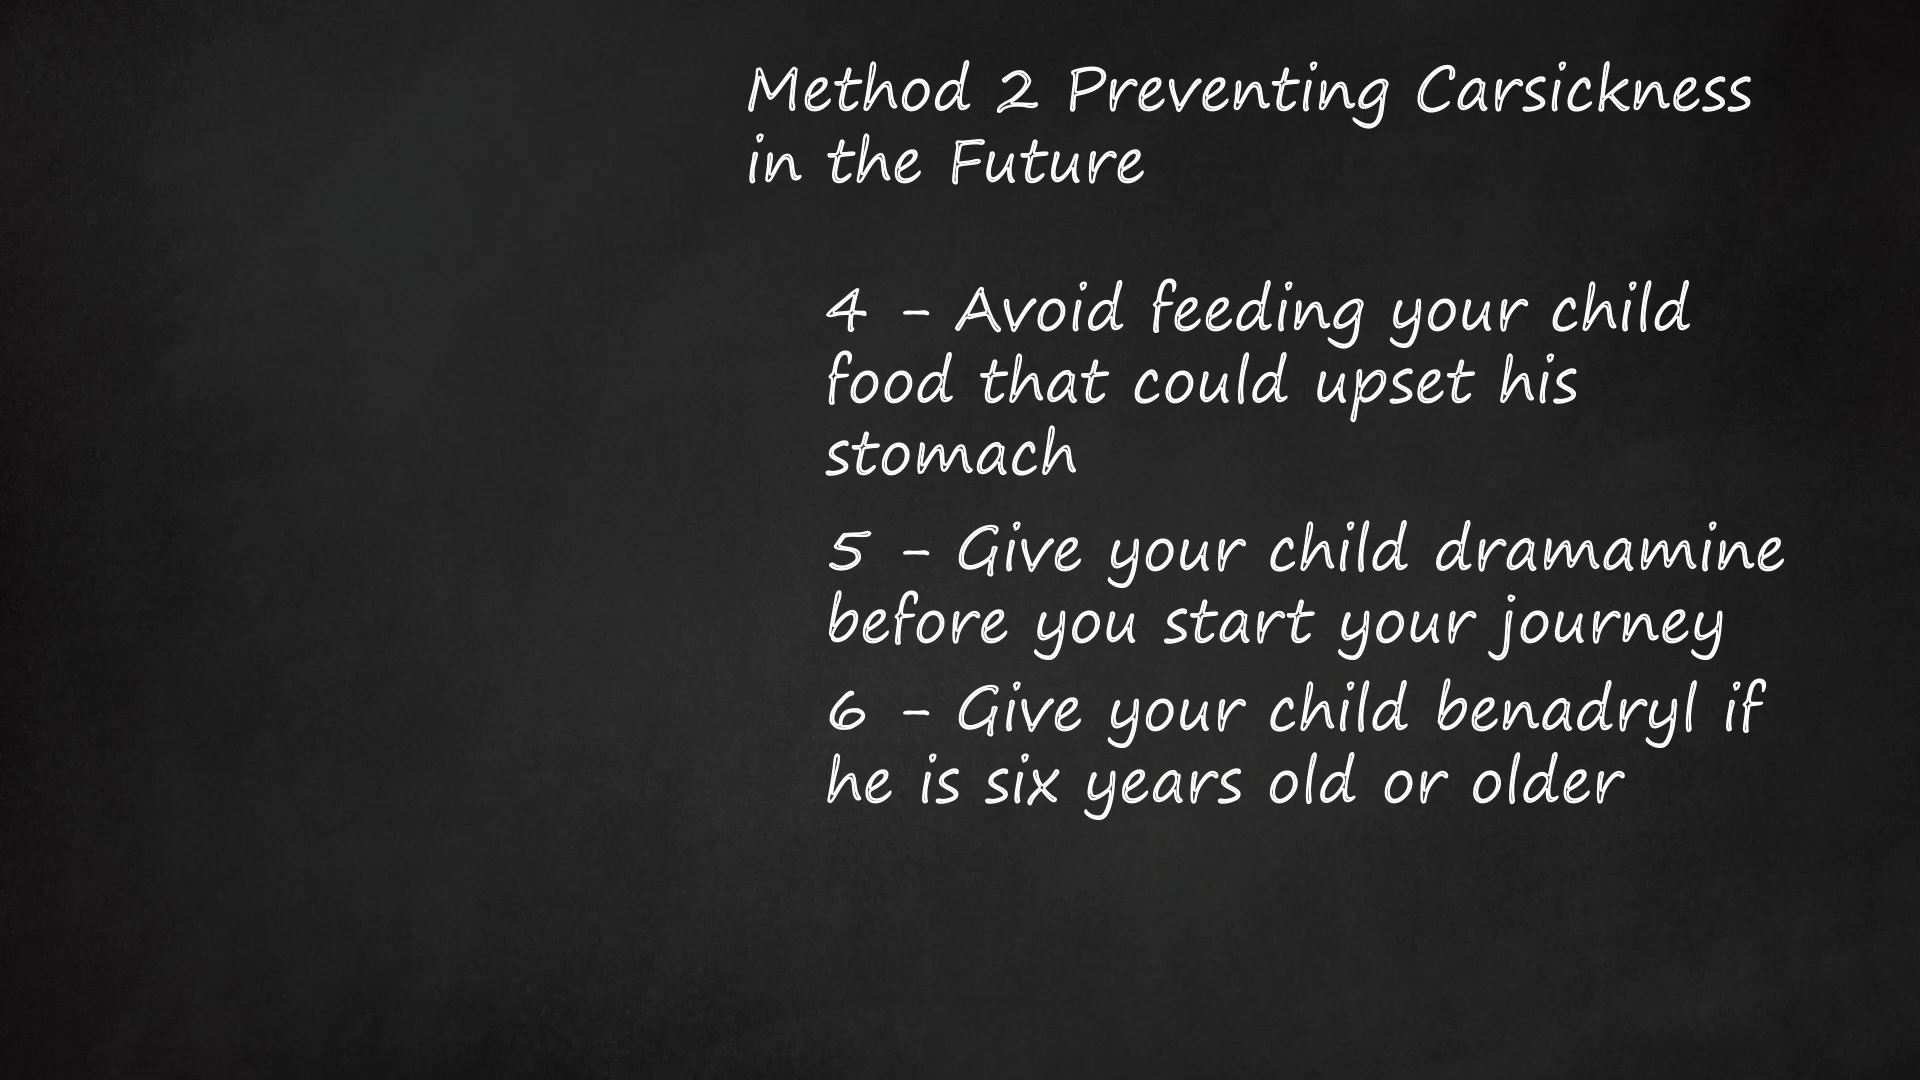 Method 2 Preventing Carsickness
in the Future
4 - Avoid feeding your child
food that could upset his
stomach
5 - Give your child dramamine
before you start your journey
6 - Give your child benadryl if
he is six years old or older